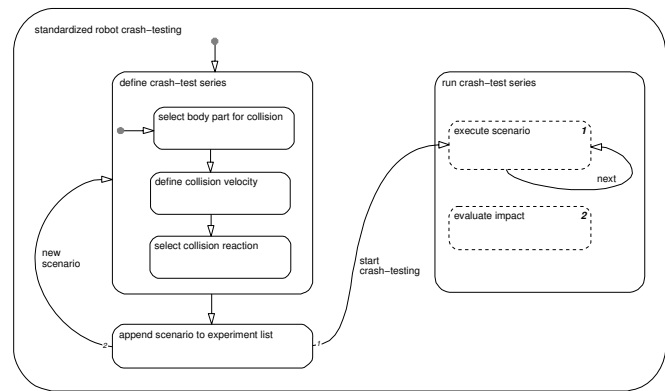 standardized robot crash−testing
define crash−test series
select body part for collision
define collision velocity
select collision reaction
new
scenario
append scenario to experiment list
2
1
start
crash−testing
run crash−test series
execute scenario 1
next
evaluate impact 2